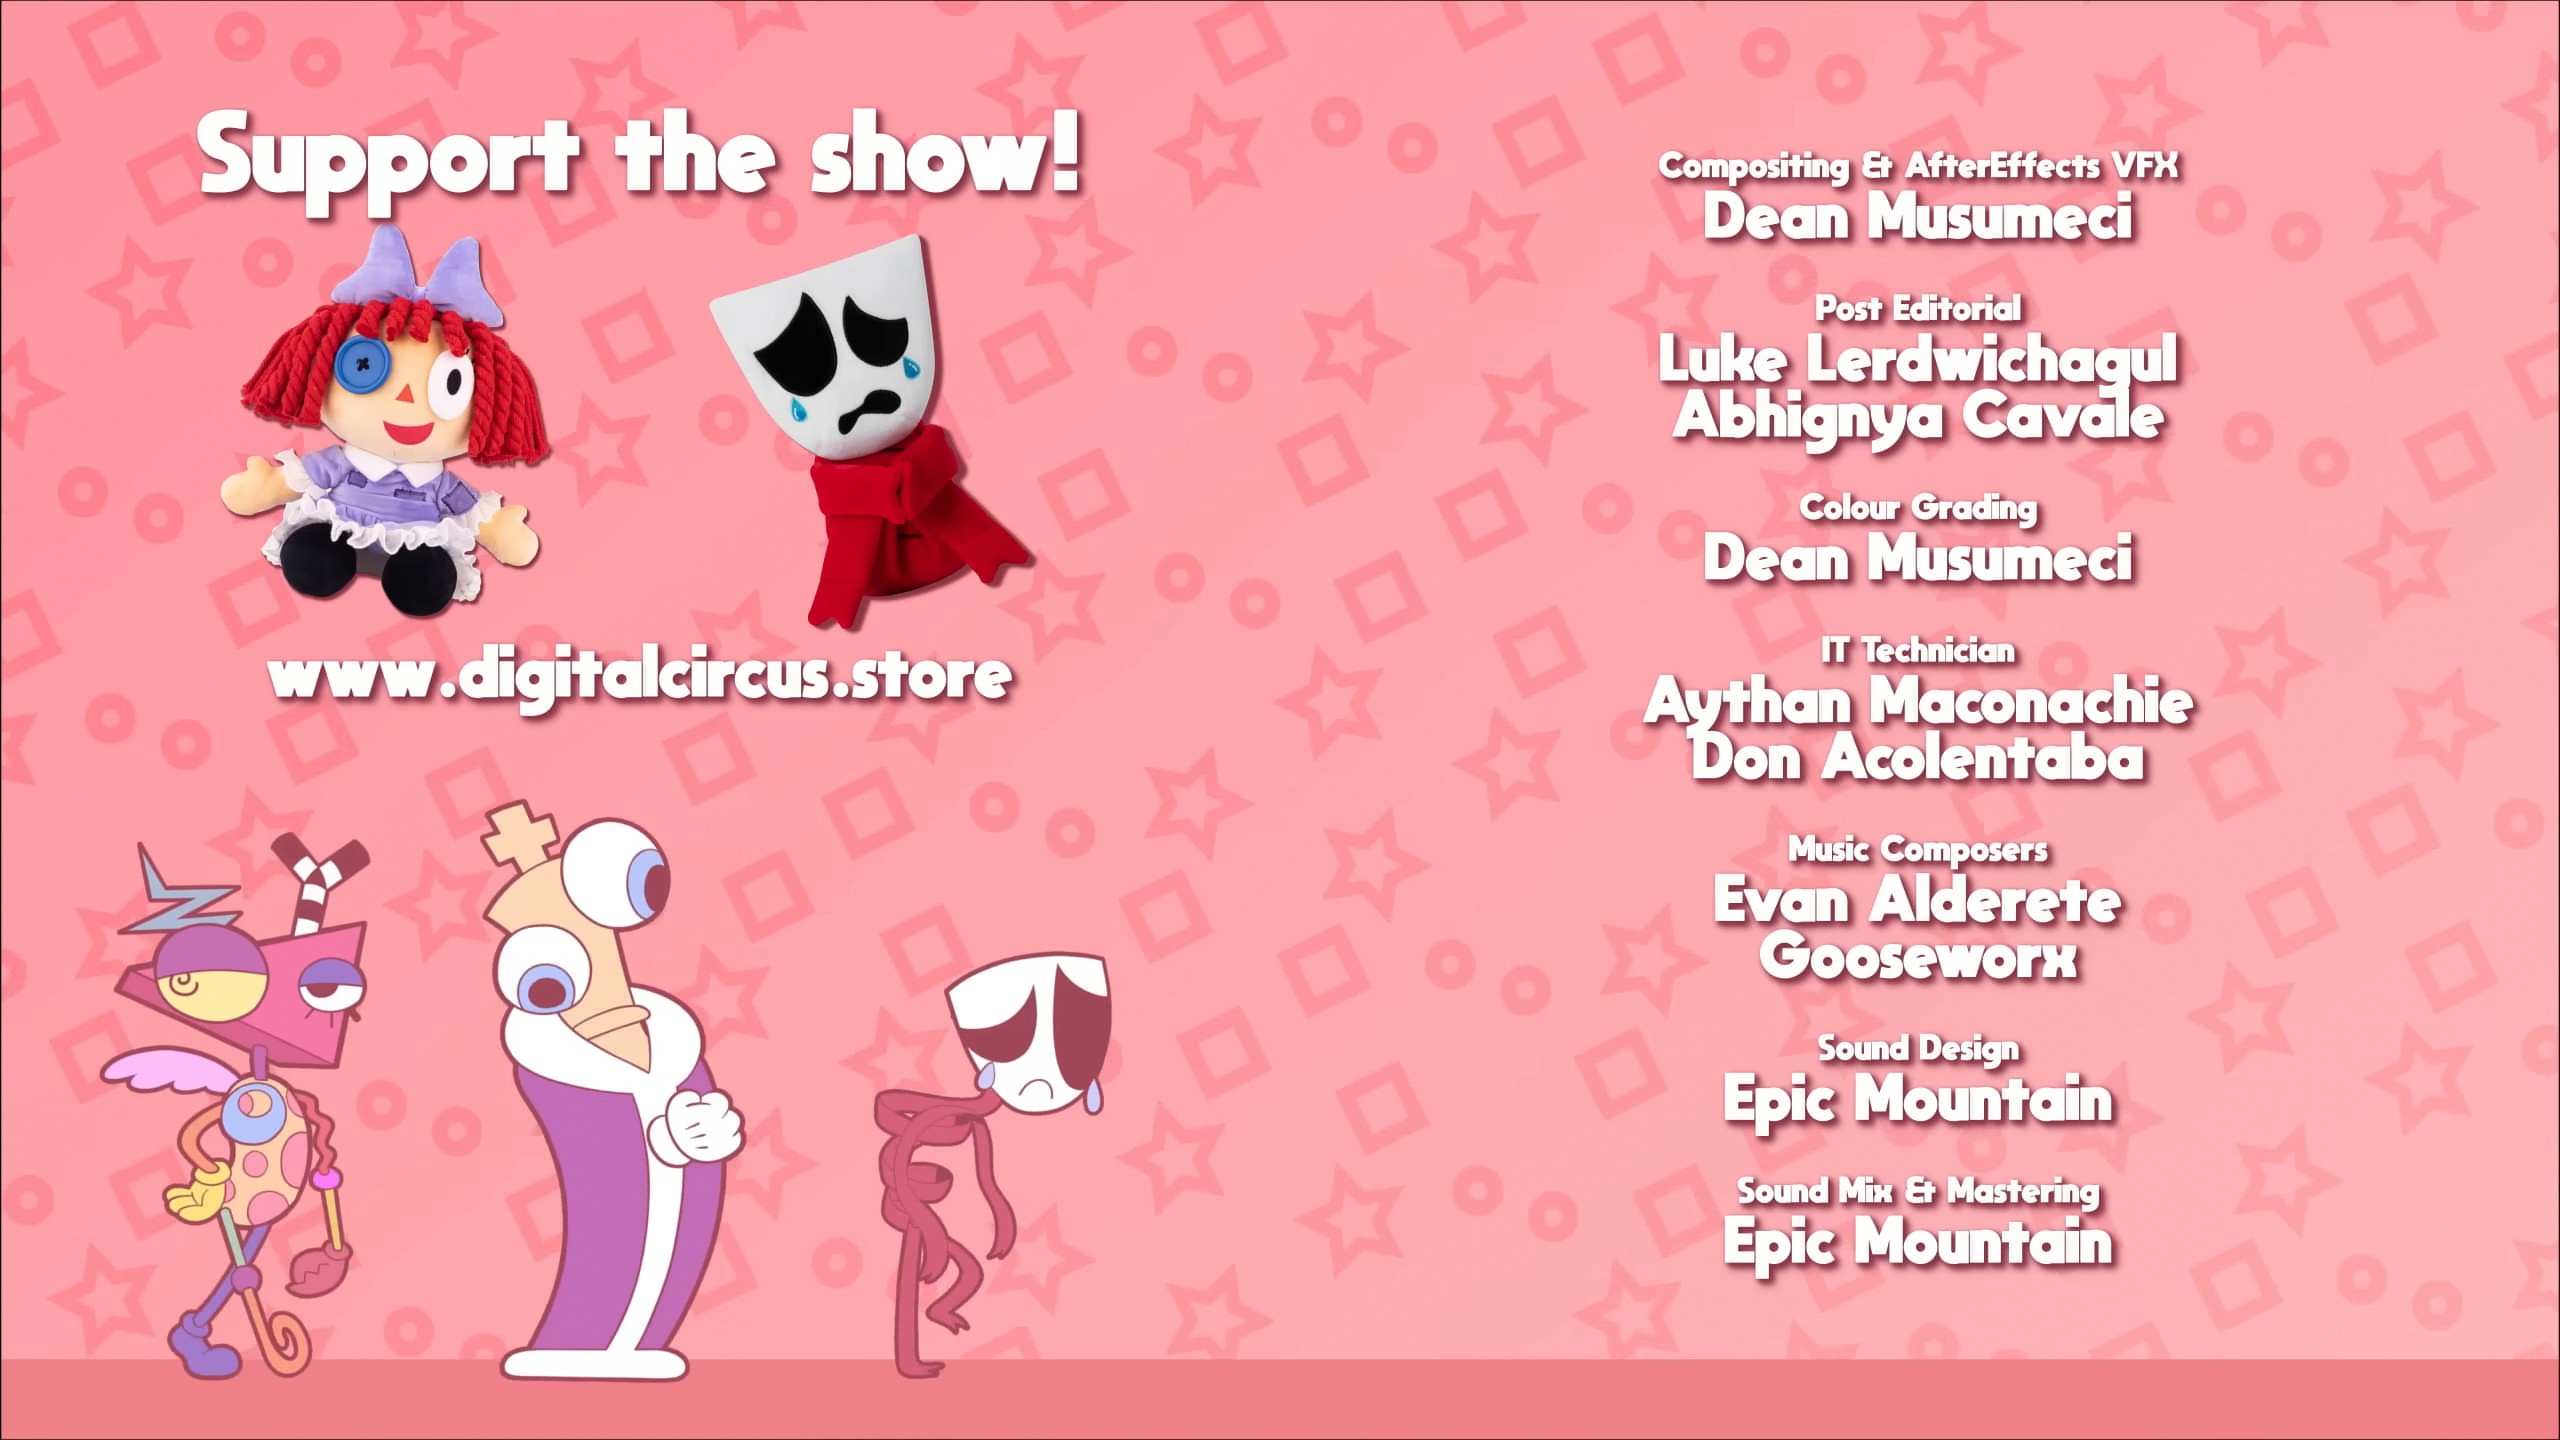 Support the show!
www.digitalcircus.store
Compositing & AfterEffects VFX
Dean Musumeci
Post Editorial
Luke Lerdwichagul
Abhignya Cavale
Colour Grading
Dean Musumeci
IT Technician
Aythan Maconachie
Don Acolentaba
Music Composers
Evan Alderete
Gooseworx
Sound Design
Epic Mountain
Sound Mix & Mastering
Epic Mountain